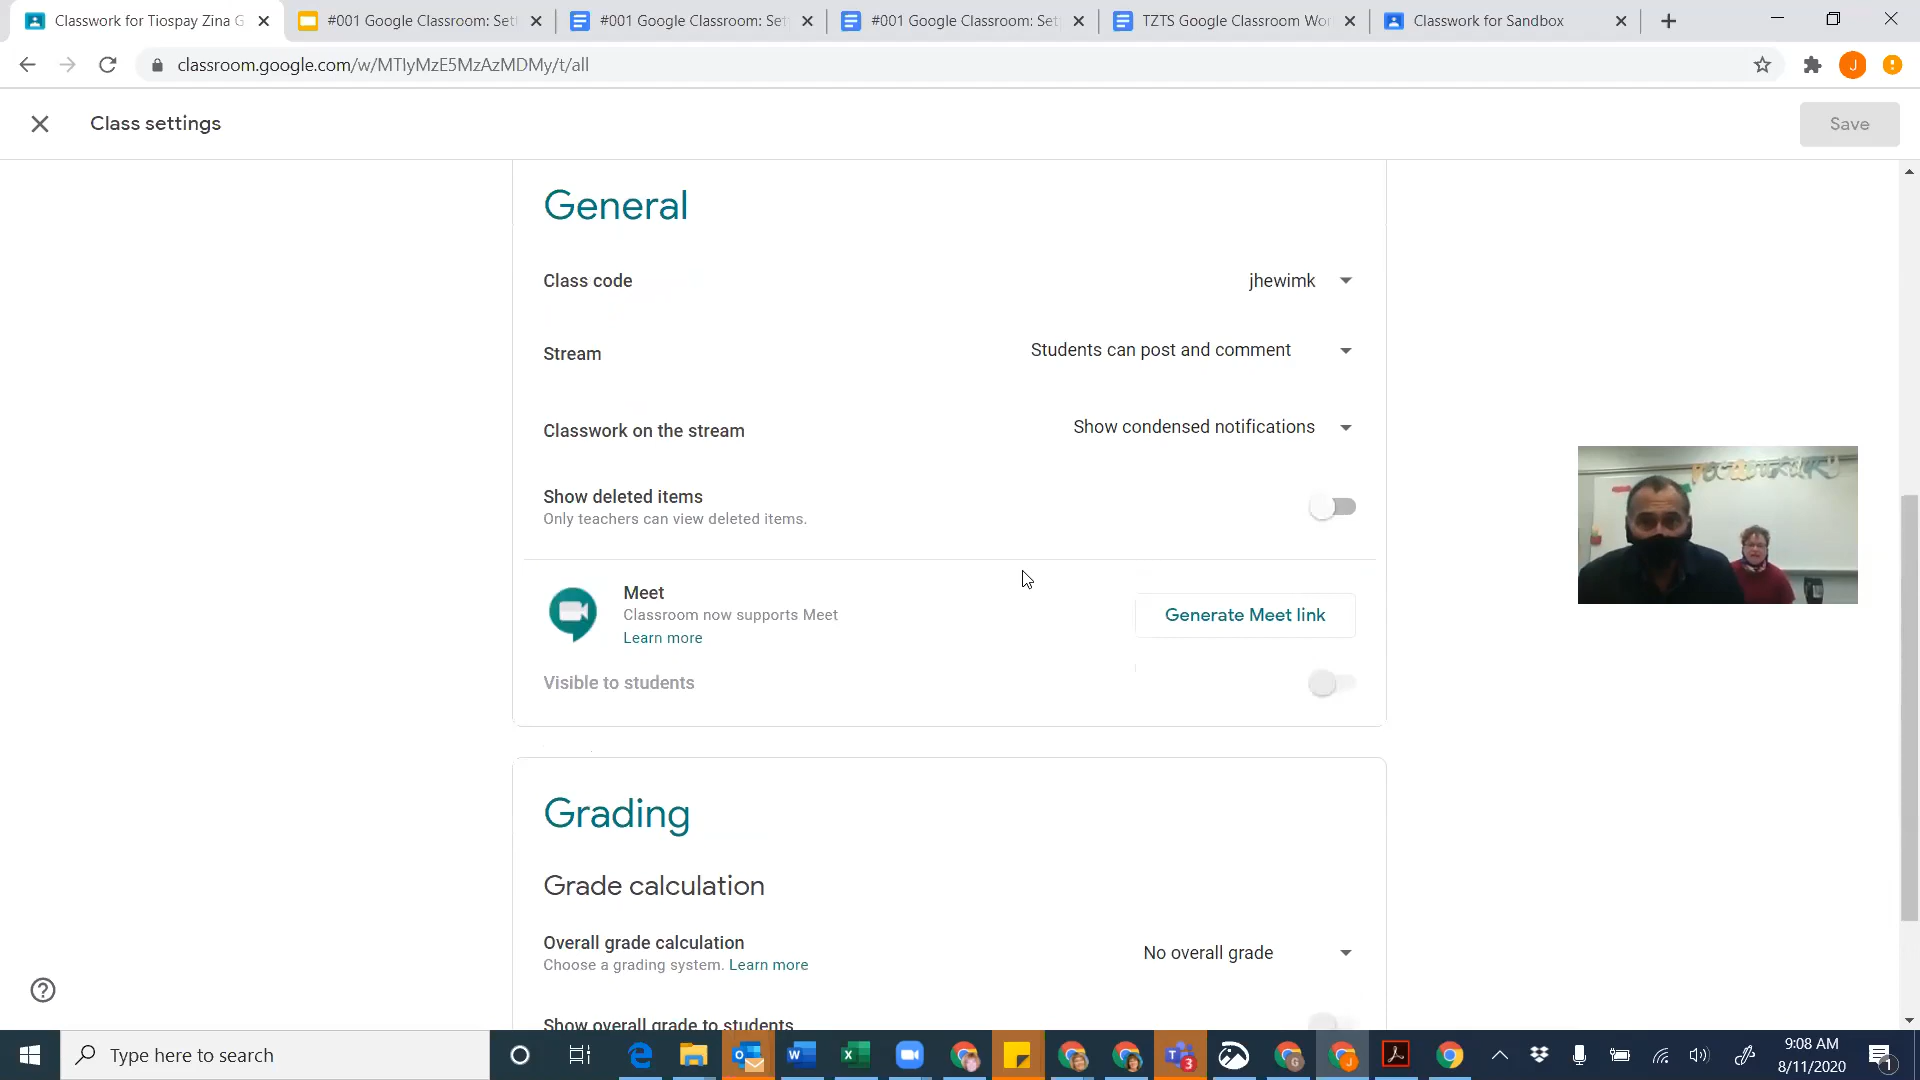 Classwork for Tiospay Zina G
#001 Google Classroom: Set
#001 Google Classroom: Set
#001 Google Classroom: Set
TZTS Google Classroom Wor
Classwork for Sandbox
classroom.google.com/w/MTIyMzE5MzAzMDMy/t/all
J
Class settings
Save
General
Class code
jhewimk
Stream
Students can post and comment
Classwork on the stream
Show condensed notifications
Show deleted items
Only teachers can view deleted items.
Meet
Classroom now supports Meet
Learn more
Generate Meet link
Visible to students
Grading
Grade calculation
Overall grade calculation
Choose a grading system. Learn more
No overall grade
Show overall grade to students
Type here to search
3
9:08 AM
8/11/2020
1